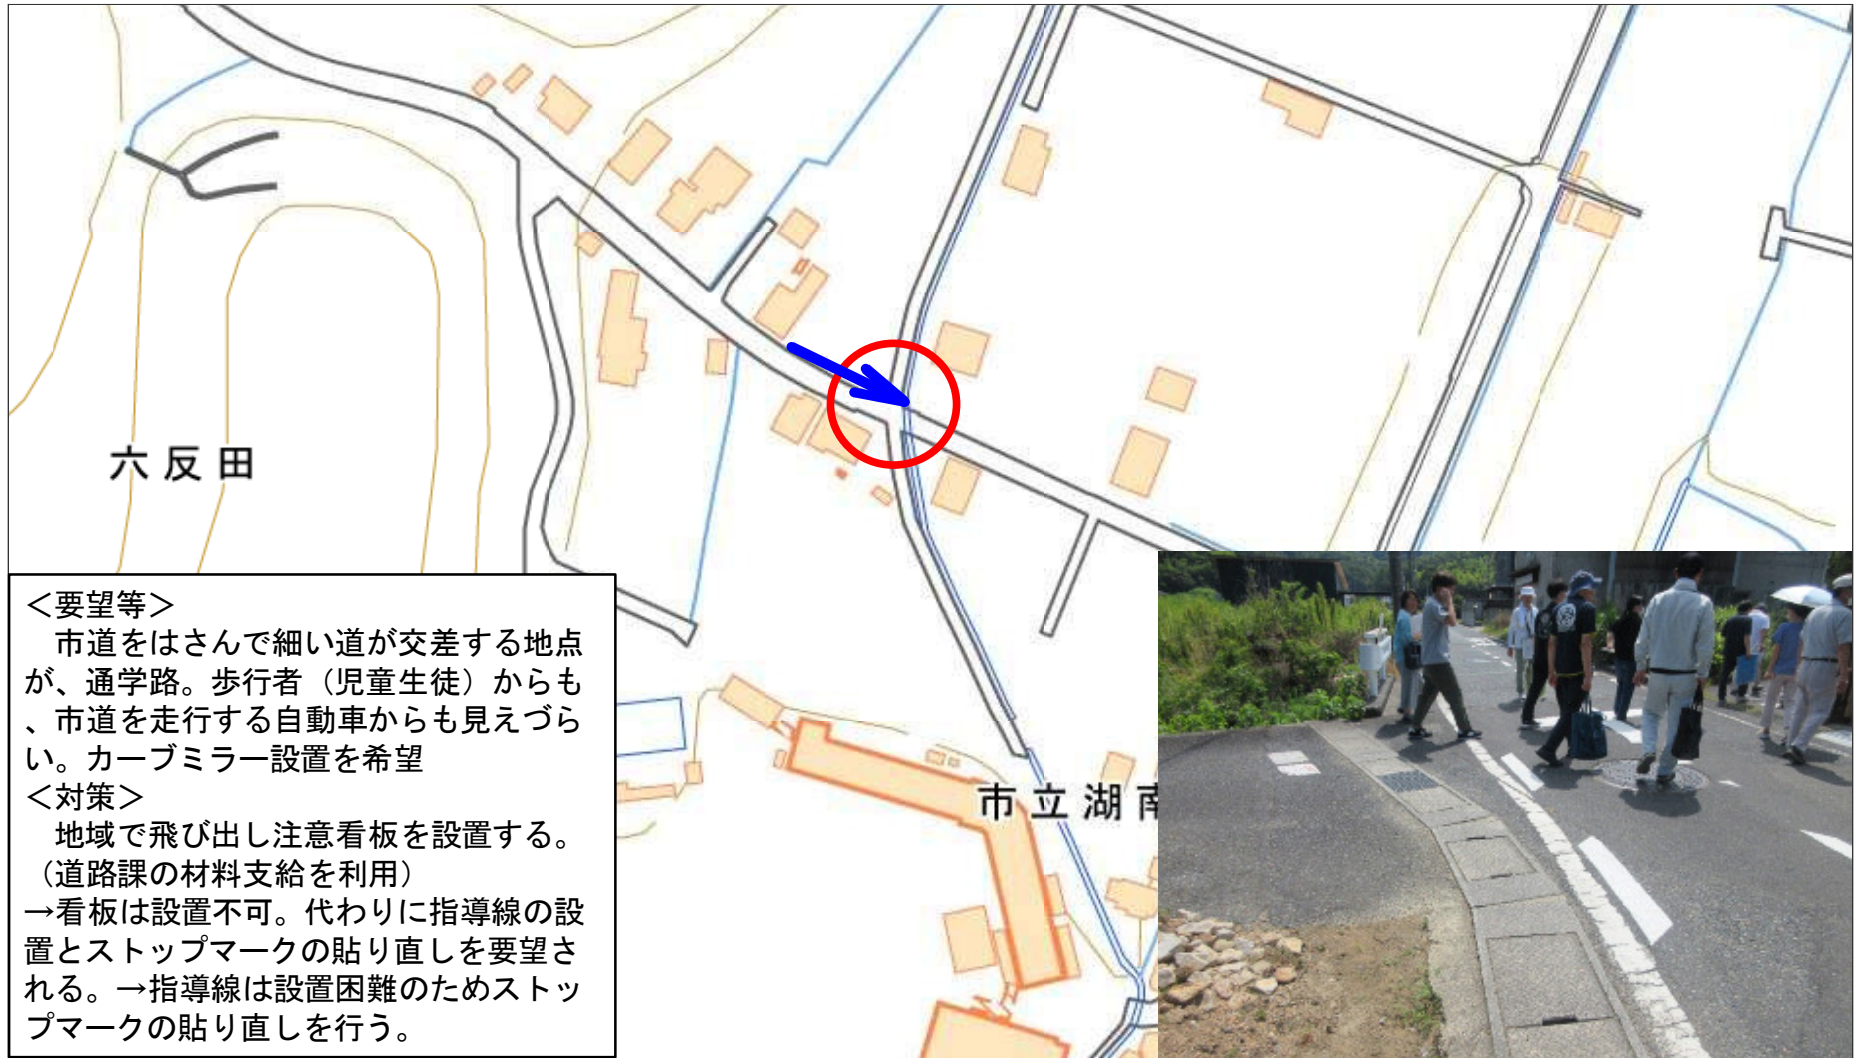 六反田
＜要望等＞
　市道をはさんで細い道が交差する地点
が、通学路。歩行者（児童生徒）からも
、市道を走行する自動車からも見えづら
い。カーブミラー設置を希望
＜対策＞
　地域で飛び出し注意看板を設置する。
（道路課の材料支給を利用）
→看板は設置不可。代わりに指導線の設
置とストップマークの貼り直しを要望さ
れる。→指導線は設置困難のためストッ
プマークの貼り直しを行う。
市立湖南